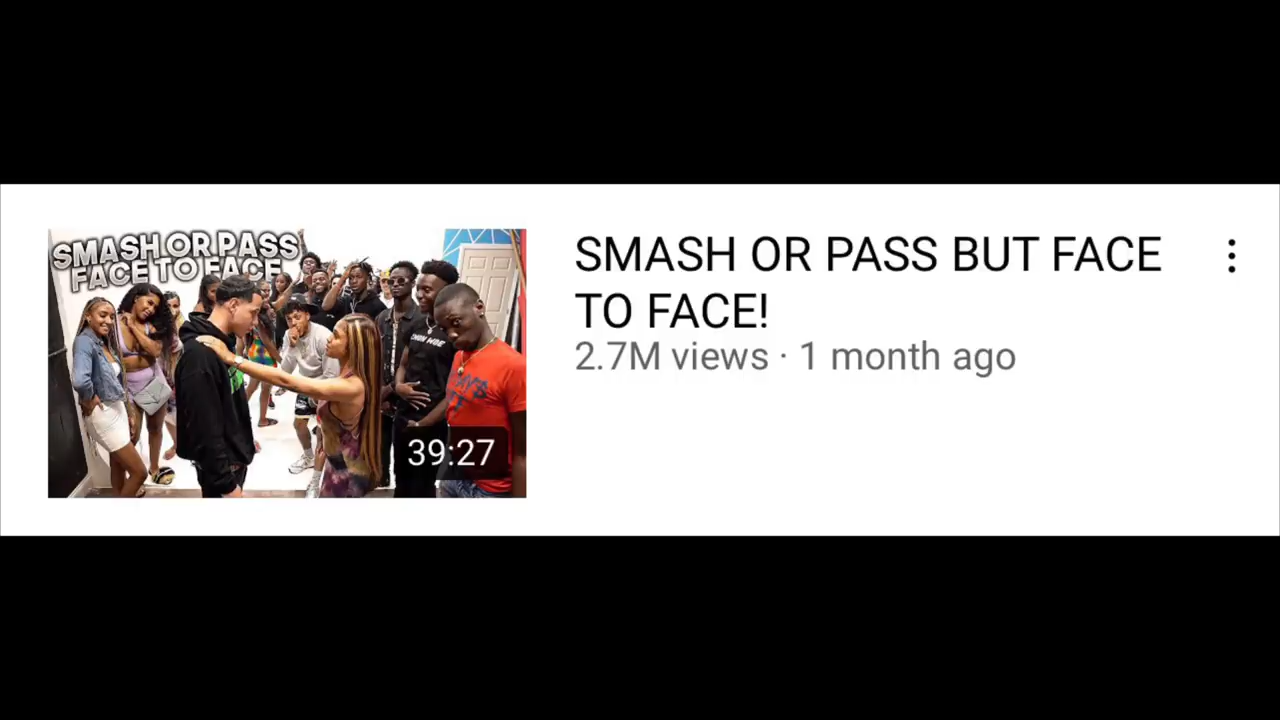 SMASH OR PASS
FACE TO FACE
SMASH OR PASS BUT FACE
TO FACE!
2.7M views · 1 month ago
39:27